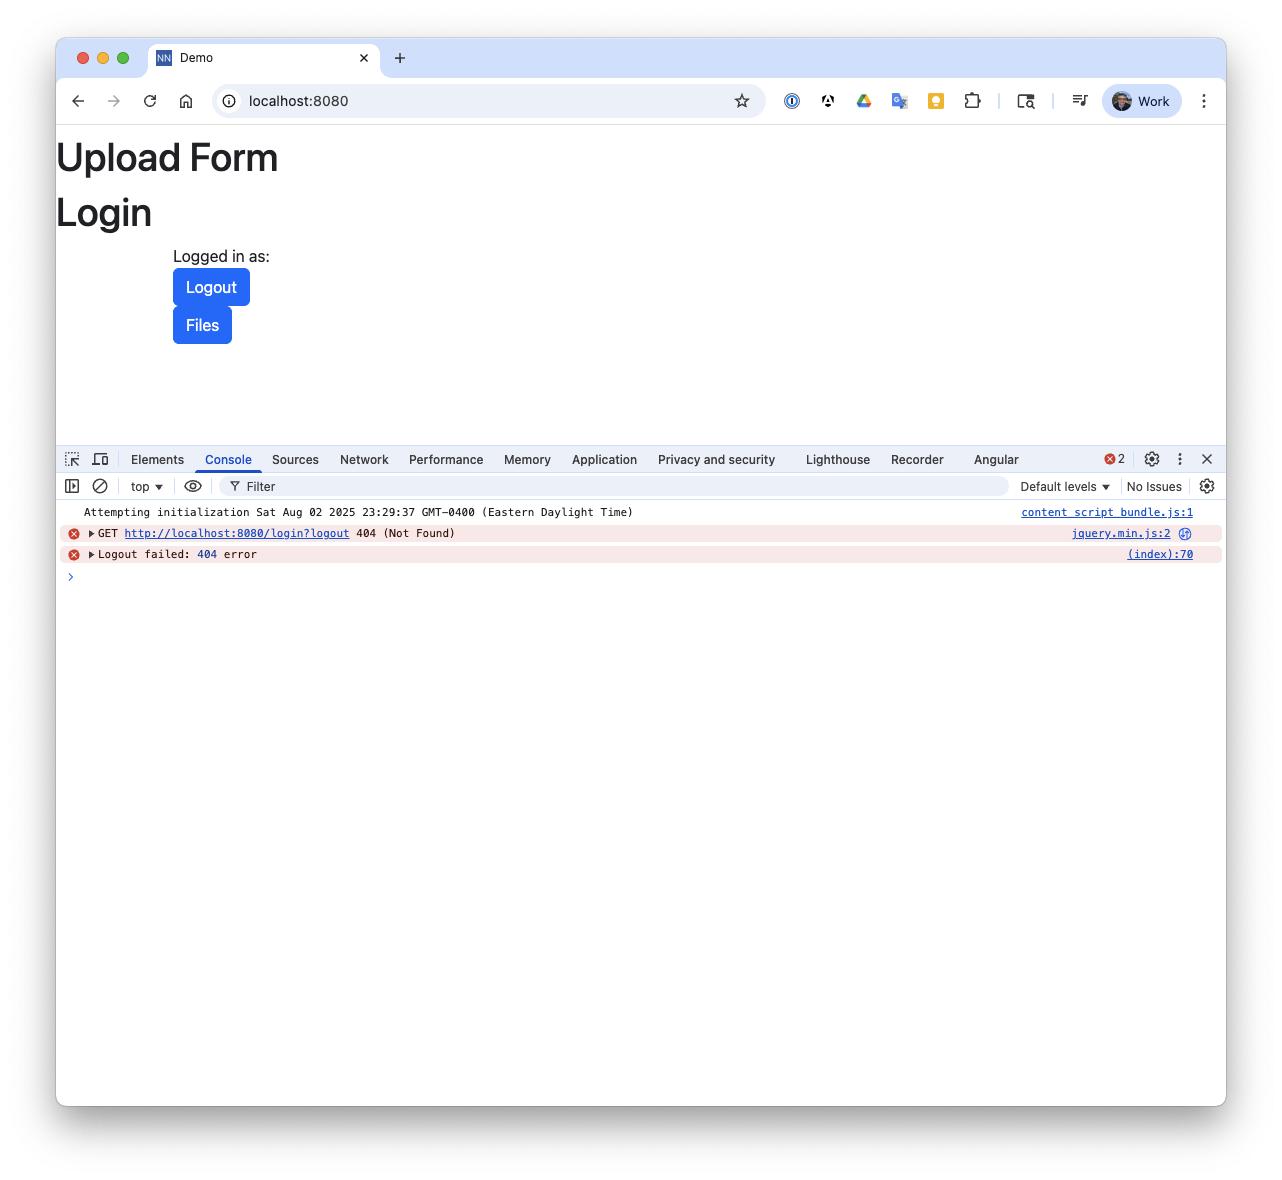 NN Demo
localhost:8080 Work
Upload Form
Login
Logged in as:
Logout
Files
Elements Console Sources Network Performance Memory Application Privacy and security Lighthouse Recorder Angular 2
top Filter Default levels No Issues
Attempting initialization Sat Aug 02 2025 23:29:37 GMT-0400 (Eastern Daylight Time) content script bundle.js:1
GET http://localhost:8080/login?logout 404 (Not Found) jquery.min.js:2
Logout failed: 404 error (index):70